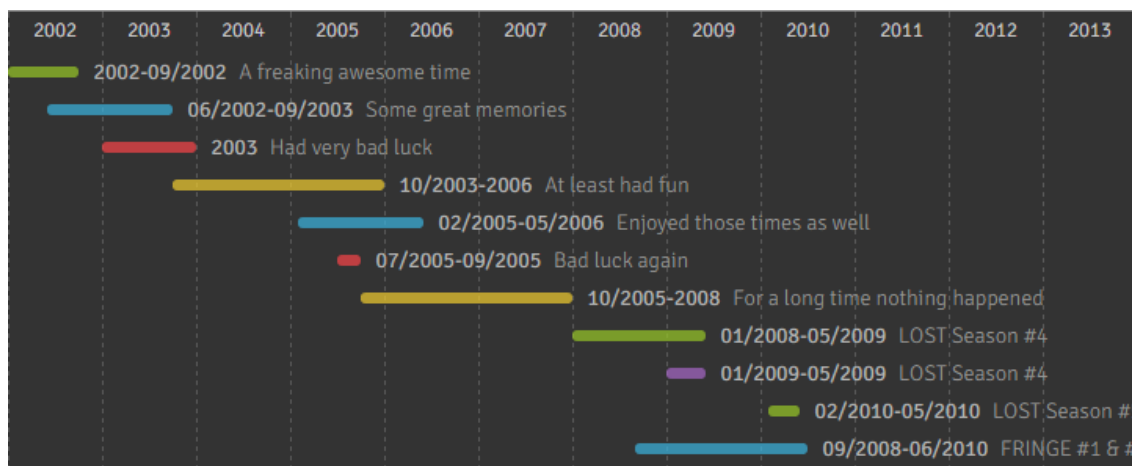 2002 2003 2004 2005 2006 2007 2008 2009 2010 2011 2012 2013
2002-09/2002 A freaking awesome time
06/2002-09/2003 Some great memories
2003 Had very bad luck
10/2003-2006 At least had fun
02/2005-05/2006 Enjoyed those times as well
07/2005-09/2005 Bad luck again
10/2005-2008 For a long time nothing happened
01/2008-05/2009 LOST Season #4
01/2009-05/2009 LOST Season #4
02/2010-05/2010 LOST Season #
09/2008-06/2010 FRINGE #1 & #